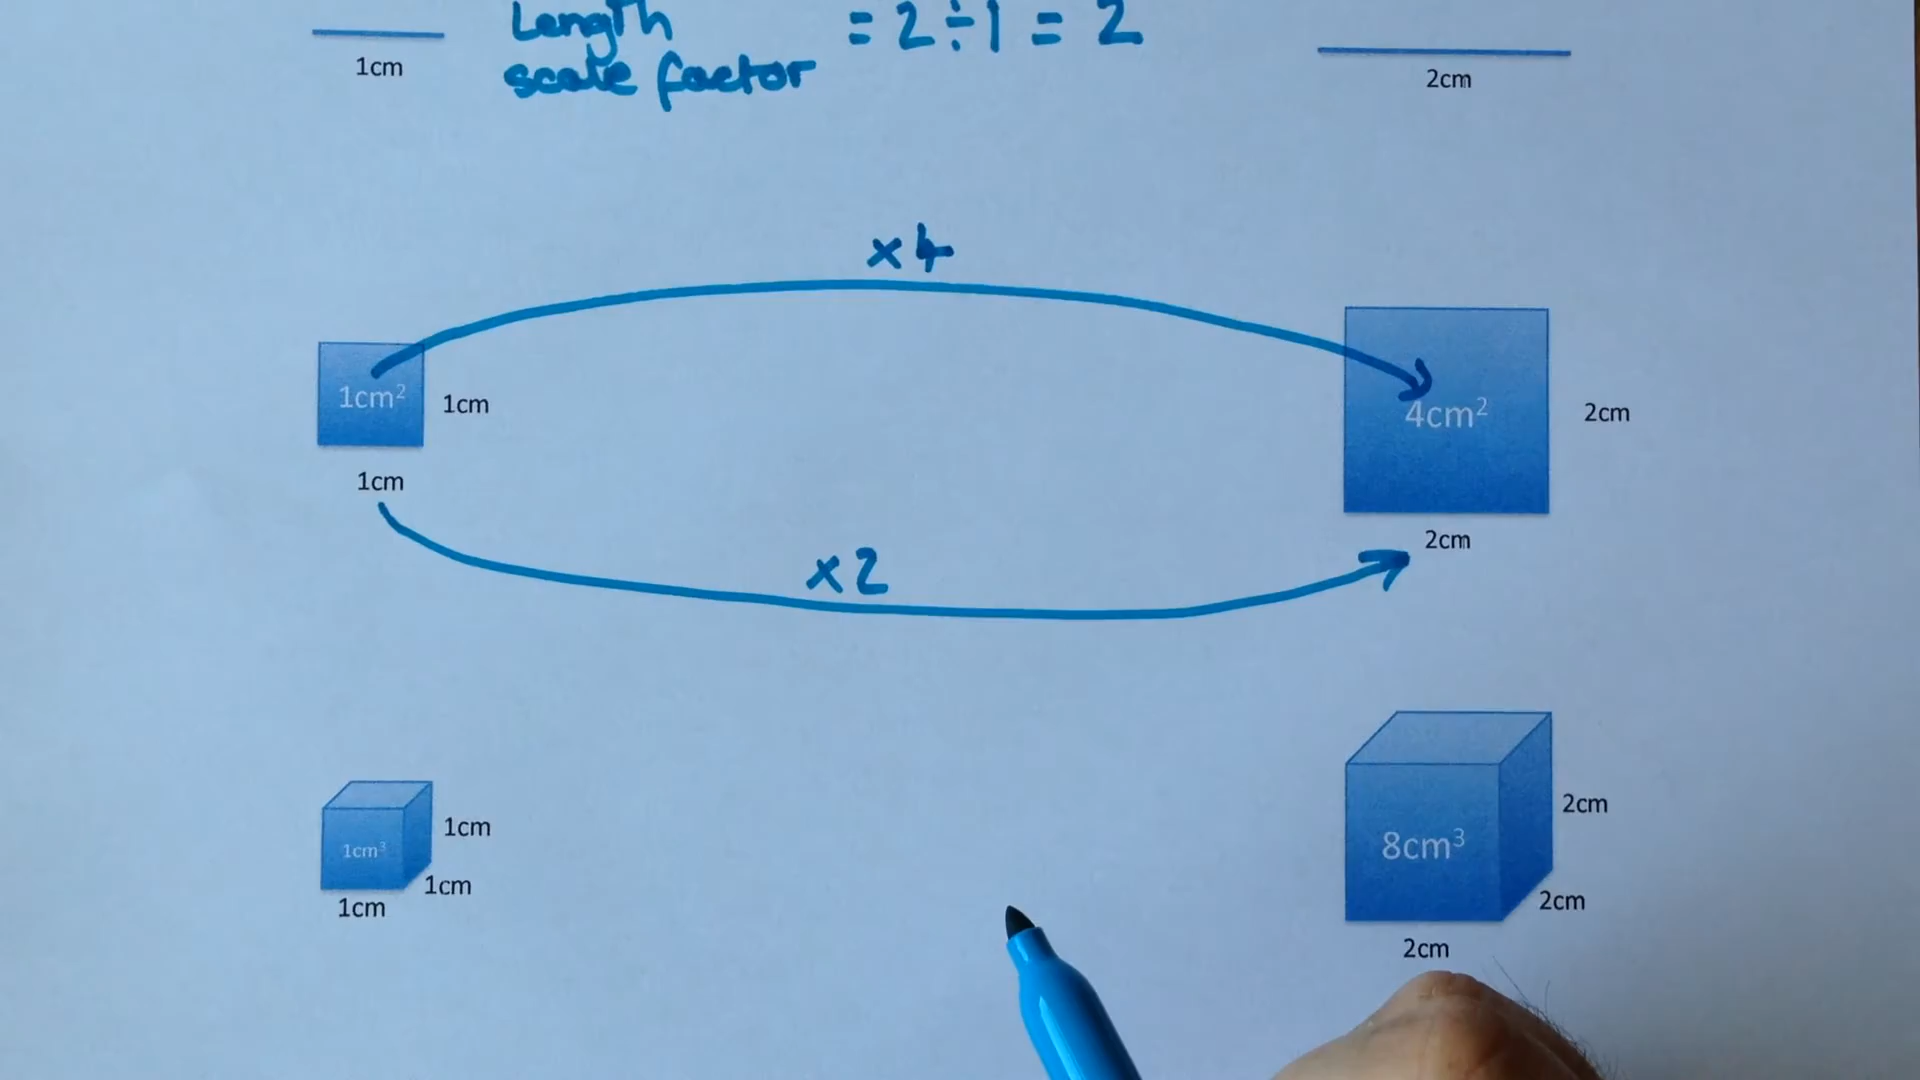 Length
scale factor
= 2 ÷ 1 = 2
1cm
2cm
×4
1cm²
1cm
1cm
4cm²
2cm
2cm
×2
1cm³
1cm
1cm
1cm
8cm³
2cm
2cm
2cm